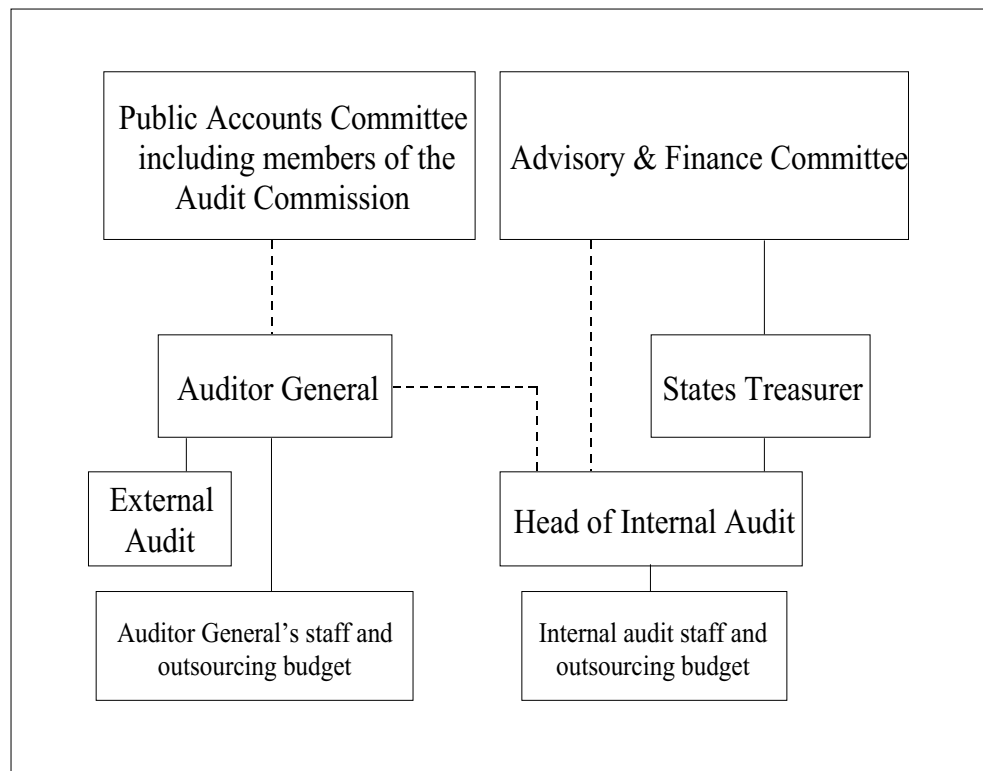 Public Accounts Committee
including members of the
Audit Commission
Advisory & Finance Committee
Auditor General
States Treasurer
External
Audit
Head of Internal Audit
Auditor General’s staff and
outsourcing budget
Internal audit staff and
outsourcing budget